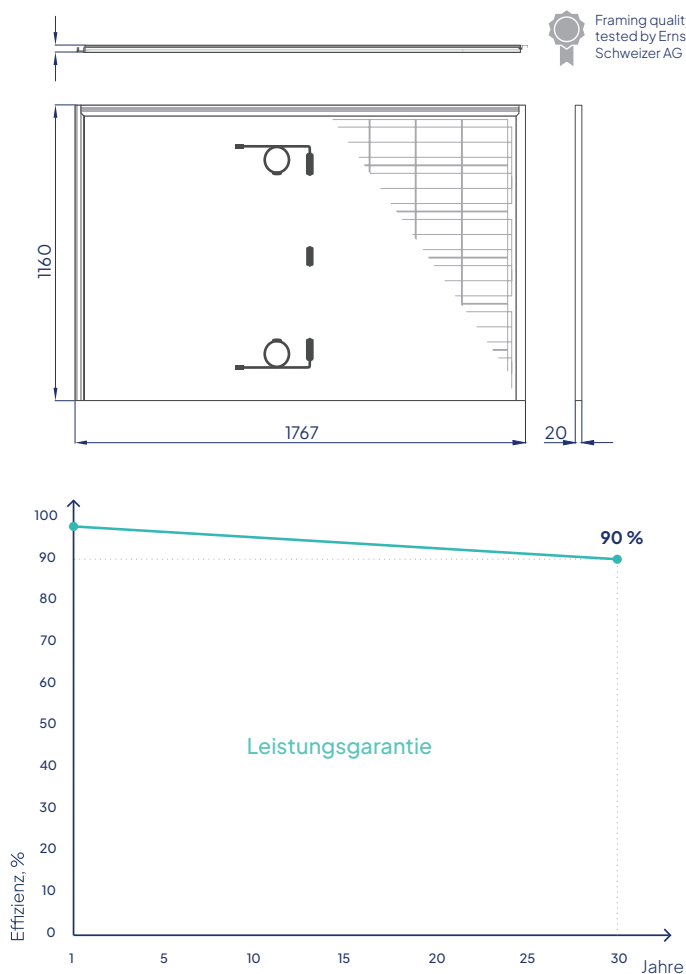 Framing qualit
tested by Erns
Schweizer AG
1160
1767
20
100
90 %
90
80
70
60
50
Leistungsgarantie
40
30
20
10
0
Effizienz, %
1 5 10 15 20 25 30
Jahre